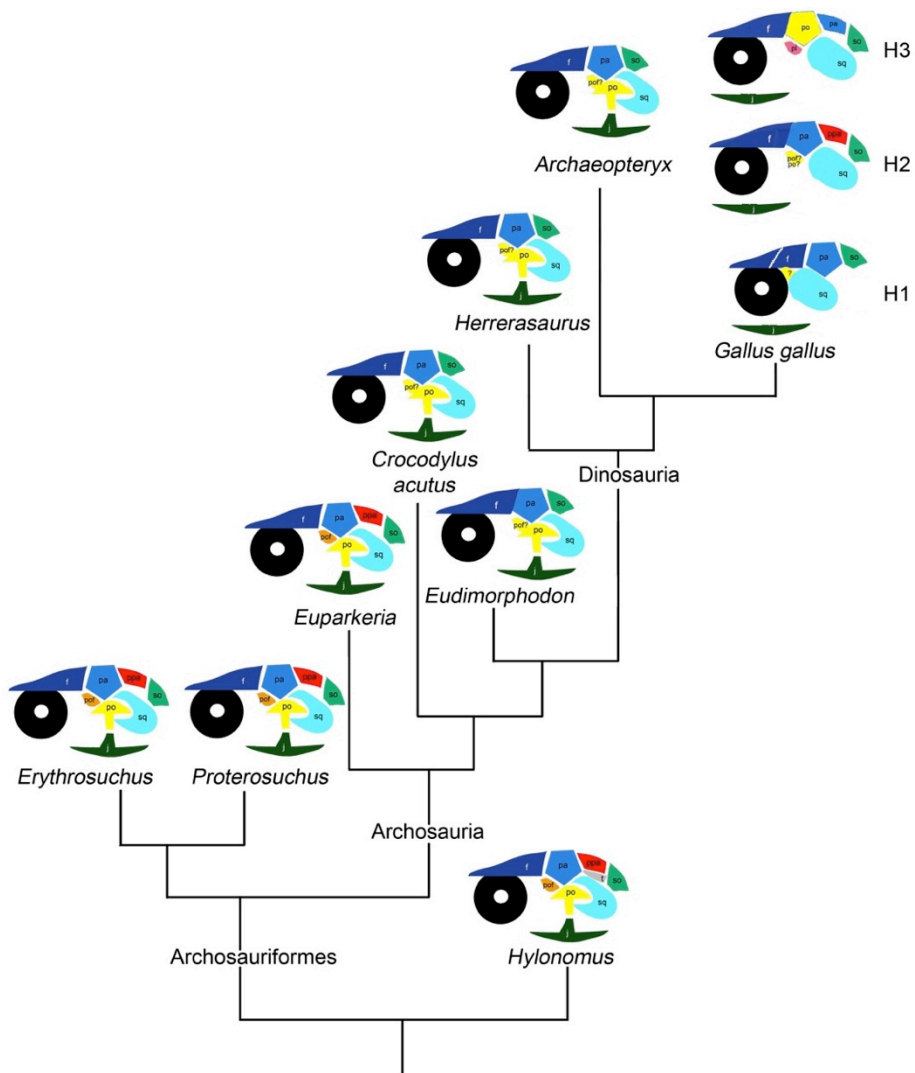 f po pa so pl sq H3
f pa so pof? po sq j
Archaeopteryx
f pa ppa so pof? po? sq j H2
f pa so ? sq j H1
Gallus gallus
f pa so pof? po sq j
Herrerasaurus
f pa so pof? po sq j
Crocodylus
acutus
Dinosauria
f pa ppa so pof po sq j
Euparkeria
f pa so pof? po sq j
Eudimorphodon
f pa ppa so pof po sq j
Erythrosuchus
f pa ppa so pof po sq j
Proterosuchus
Archosauria
f pa ppa t so pof po sq j
Hylonomus
Archosauriformes